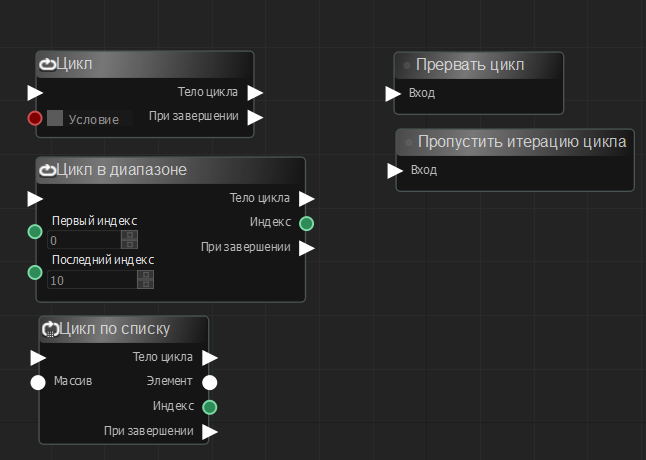 Цикл
Тело цикла
Условие
При завершении
Прервать цикл
Вход
Пропустить итерацию цикла
Вход
Цикл в диапазоне
Тело цикла
Первый индекс
Индекс
0
При завершении
Последний индекс
10
Цикл по списку
Тело цикла
Массив
Элемент
Индекс
При завершении